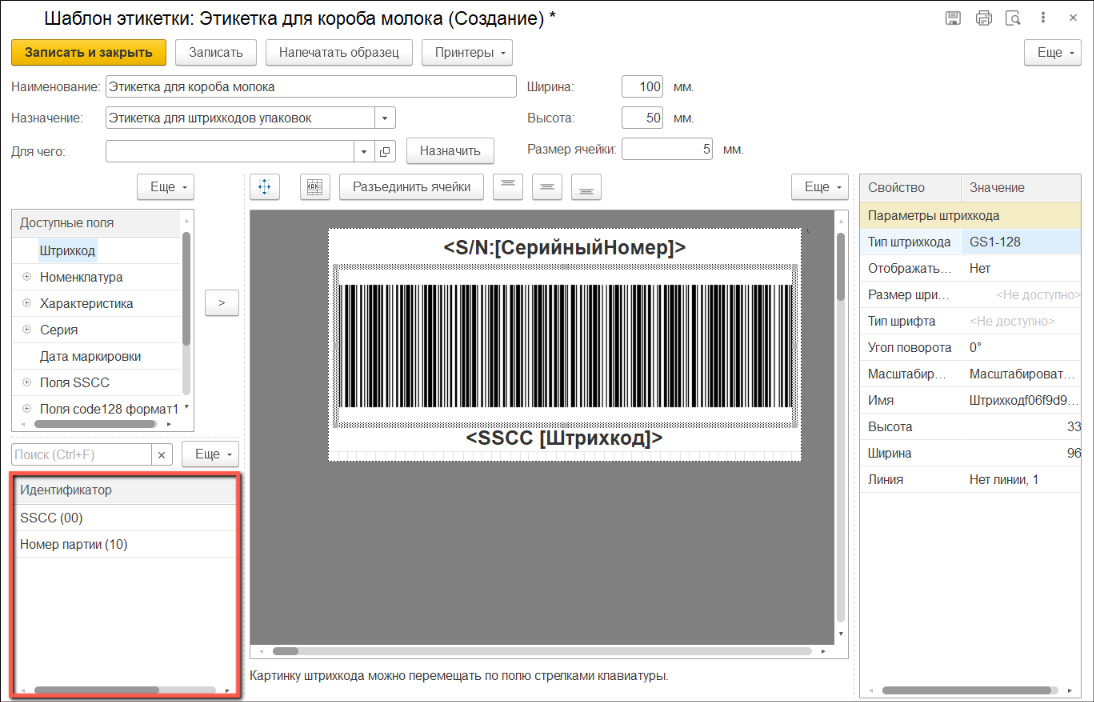 Шаблон этикетки: Этикетка для короба молока (Создание) *
Записать и закрыть
Записать
Напечатать образец
Принтеры
Еще
Наименование: Этикетка для короба молока
Ширина: 100 мм.
Назначение: Этикетка для штрихкодов упаковок
Высота: 50 мм.
Для чего:
Назначить
Размер ячейки: 5 мм.
Еще
Разъединить ячейки
Еще
Доступные поля
Штрихкод
Номенкпатура
Характеристика
Серия
Дата маркировки
Поля SSCC
Поля code128 формат1
>
Поиск (Ctrl+F)
×
Еще
Идентификатор
SSCC (00)
Номер партии (10)
<S/N:[СерийныйНомер]>
<SSCC [Штрихкод]>
Картинку штрихкода можно перемещать по полю стрелками клавиатуры.
Свойство Значение
Параметры штрихкода
Тип штрихкода GS1-128
Отображать... Нет
Размер шри... <Не доступно>
Тип шрифта <Не доступно>
Угол поворота 0°
Масштабир... Масштабироват...
Имя Штрихкодf06f9d9...
Высота 33
Ширина 96
Линия Нет линии, 1